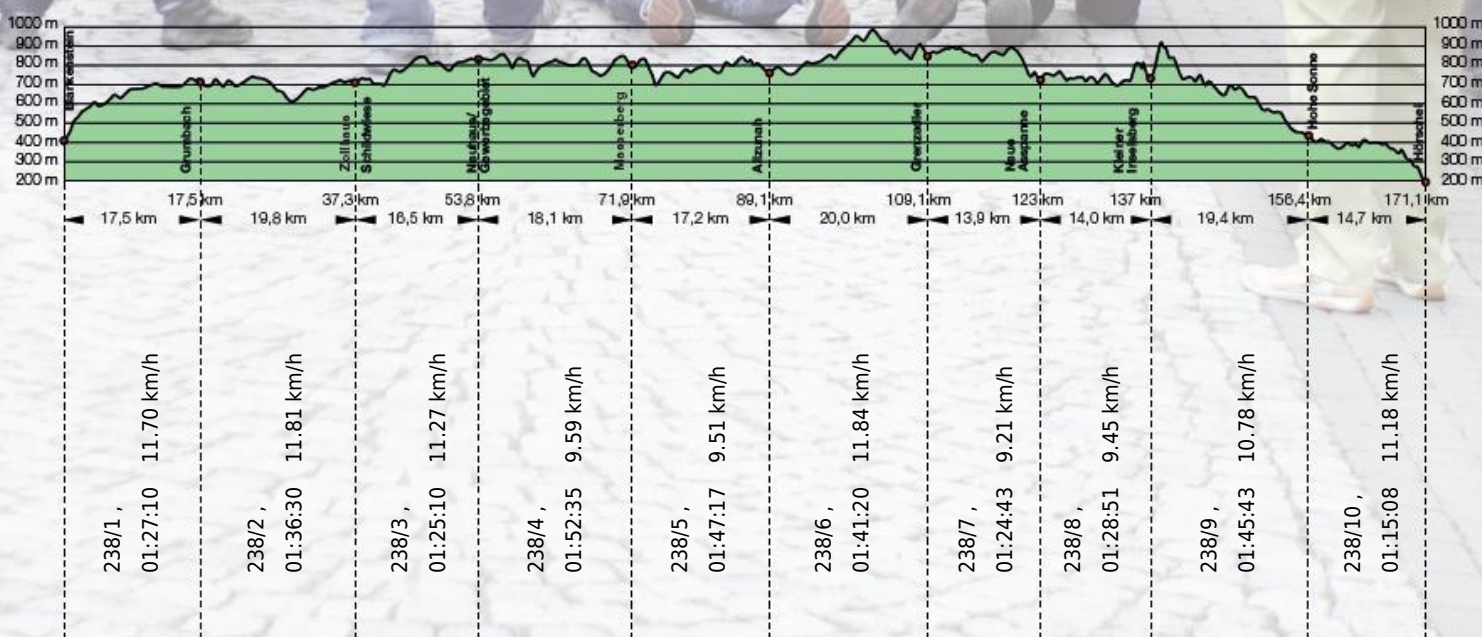 1000 m
900 m
800 m
700 m
600 m
500 m
400 m
300 m
200 m
1000 m
900 m
800 m
700 m
600 m
500 m
400 m
300 m
200 m
Blankenstein
Grumbach
Zollhaus
Schildwiese
Neuhaus/
Masserberg
Allzunah
Grenzadler
Neue
Ausspanne
Kleiner
Inselsberg
Hohe Sonne
Hörschel
17,5 km 37,3 km 53,8 km 71,9 km 89,1 km 109,1 km 123 km 137 km 156,4 km 171,1 km
17,5 km 19,8 km 16,5 km 18,1 km 17,2 km 20,0 km 13,9 km 14,0 km 19,4 km 14,7 km
238/1 ,
01:27:10 11.70 km/h
238/2 ,
01:36:30 11.81 km/h
238/3 ,
01:25:10 11.27 km/h
238/4 ,
01:52:35 9.59 km/h
238/5 ,
01:47:17 9.51 km/h
238/6 ,
01:41:20 11.84 km/h
238/7 ,
01:24:43 9.21 km/h
238/8 ,
01:28:51 9.45 km/h
238/9 ,
01:45:43 10.78 km/h
238/10 ,
01:15:08 11.18 km/h